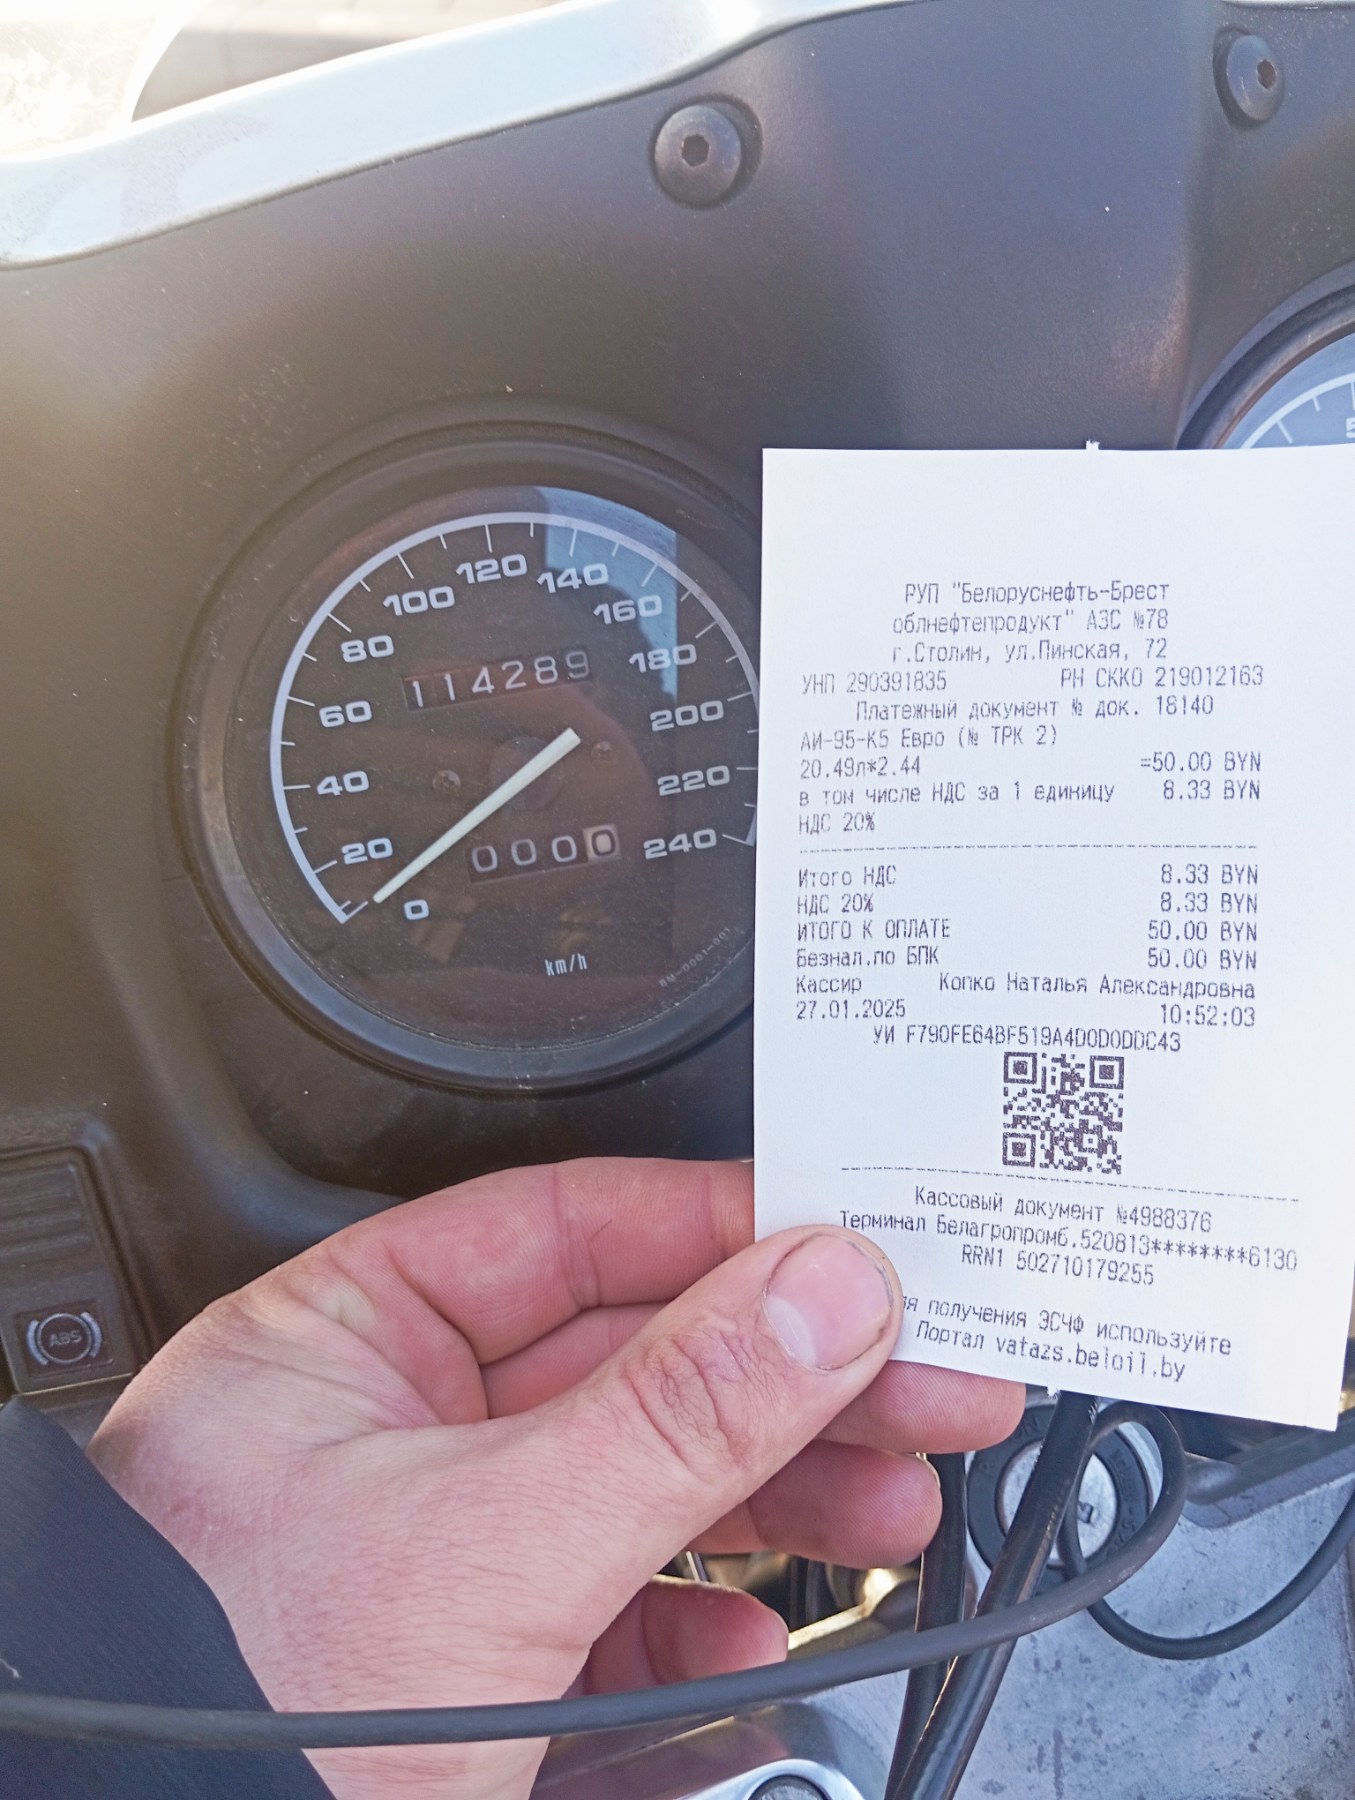 120
100
140
80
160
114289
180
60
200
40
220
20
0000
240
0
km/h
ABS
РУП "Белоруснефть-Брест
облнефтепродукт" АЗС №78
г.Столин, ул.Пинская, 72
УНП 290391835 РН СККО 219012163
Платежный документ № док. 18140
АИ-95-К5 Евро (№ ТРК 2)
20.49л*2.44 =50.00 BYN
в том числе НДС за 1 единицу 8.33 BYN
НДС 20%
Итого НДС 8.33 BYN
НДС 20% 8.33 BYN
ИТОГО К ОПЛАТЕ 50.00 BYN
Безнал.по БПК 50.00 BYN
Кассир Копко Наталья Александровна
27.01.2025 10:52:03
УИ F790FE64BF519A4D0D0DDC43
Кассовый документ №4988376
Терминал Белагропромб.520813********6130
RRN1 502710179255
получения ЭСЧФ используйте
Портал vatazs.beloil.by